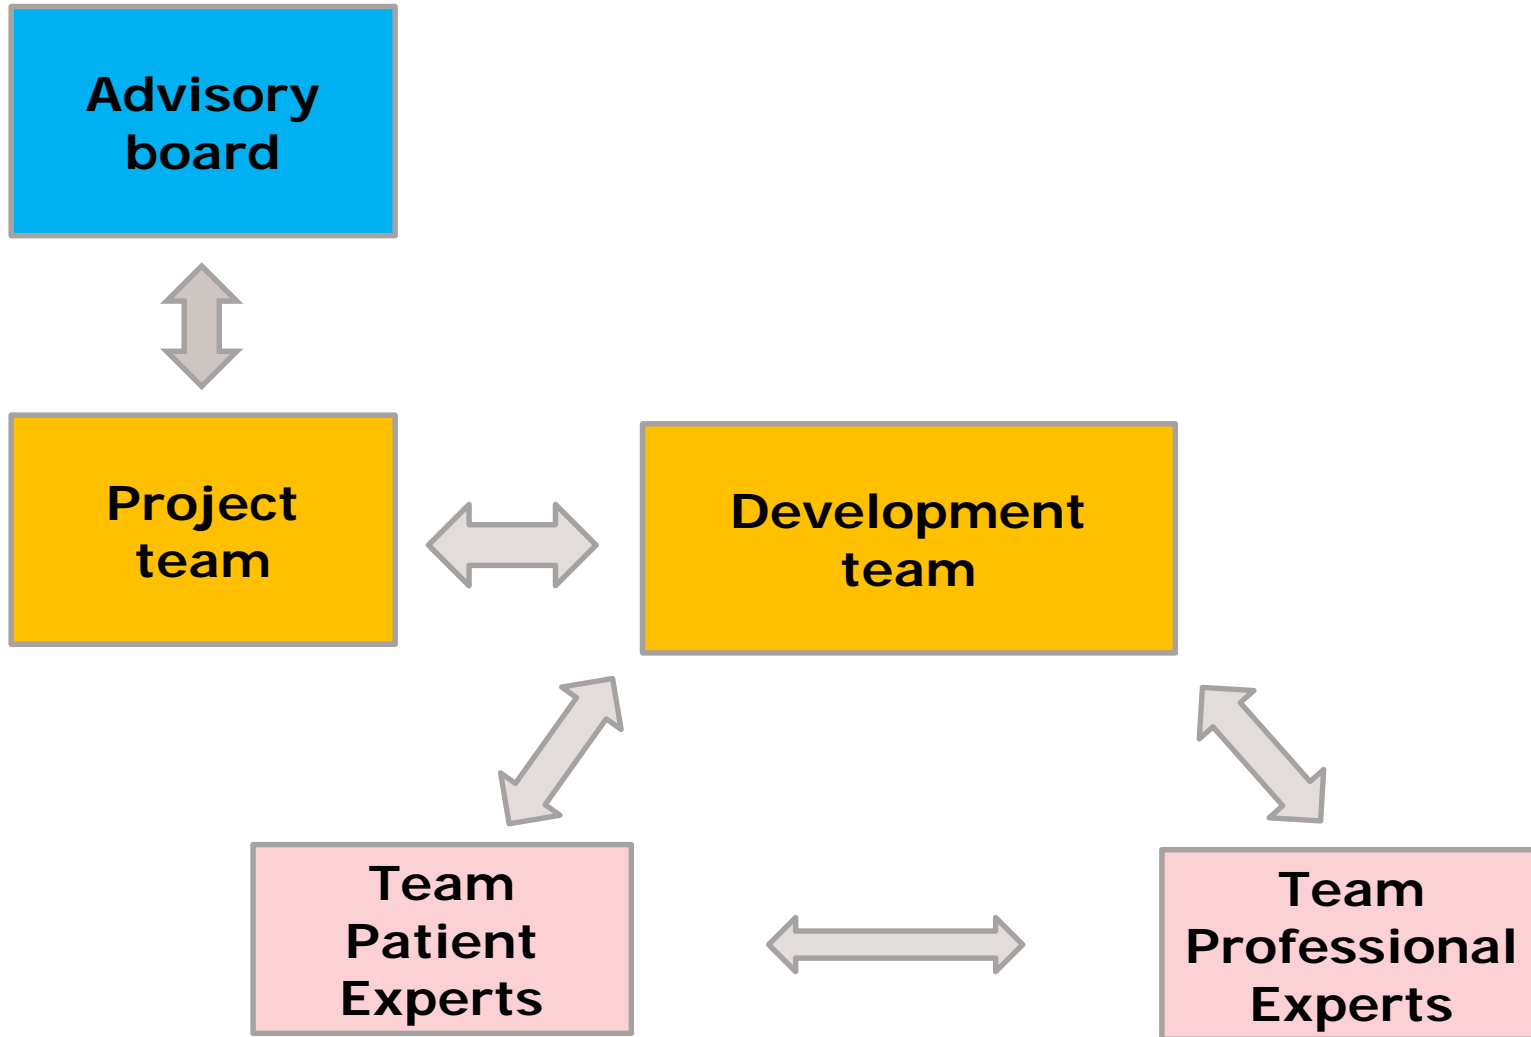 Advisory
board
Project
team
Development
team
Team
Patient
Experts
Team
Professional
Experts